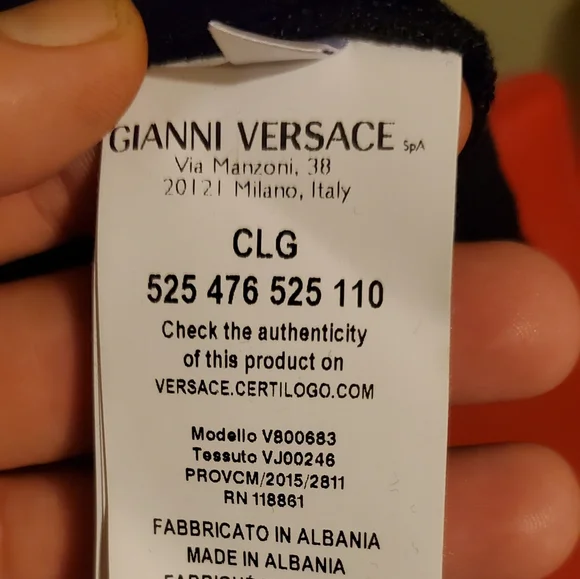 GIANNI VERSACE SpA
Via Manzoni, 38
20121 Milano, Italy
CLG
525 476 525 110
Check the authenticity
of this product on
VERSACE.CERTILOGO.COM
Modello V800683
Tessuto VJ00246
PROVCM/2015/2811
RN 118861
FABBRICATO IN ALBANIA
MADE IN ALBANIA